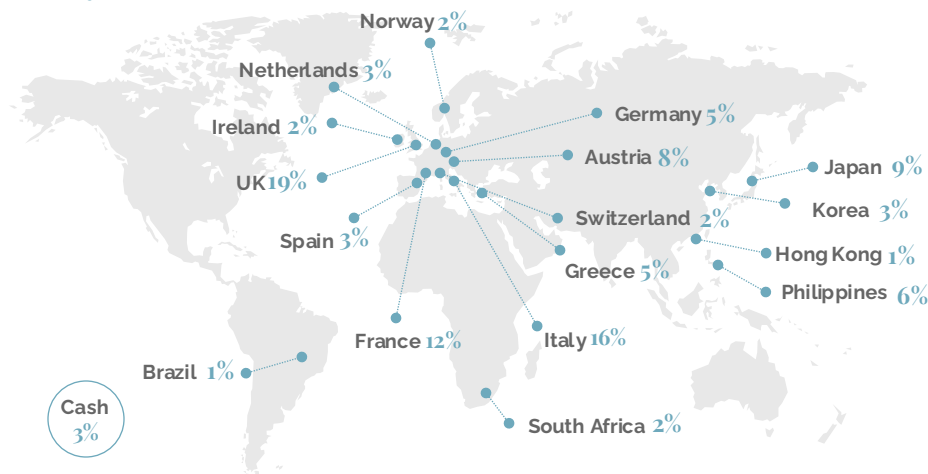 Norway 2%
Netherlands 3%
Ireland 2%
UK 19%
Spain 3%
Germany 5%
Austria 8%
Switzerland 2%
Greece 5%
Japan 9%
Korea 3%
Hong Kong 1%
Philippines 6%
France 12%
Italy 16%
Brazil 1%
South Africa 2%
Cash
3%